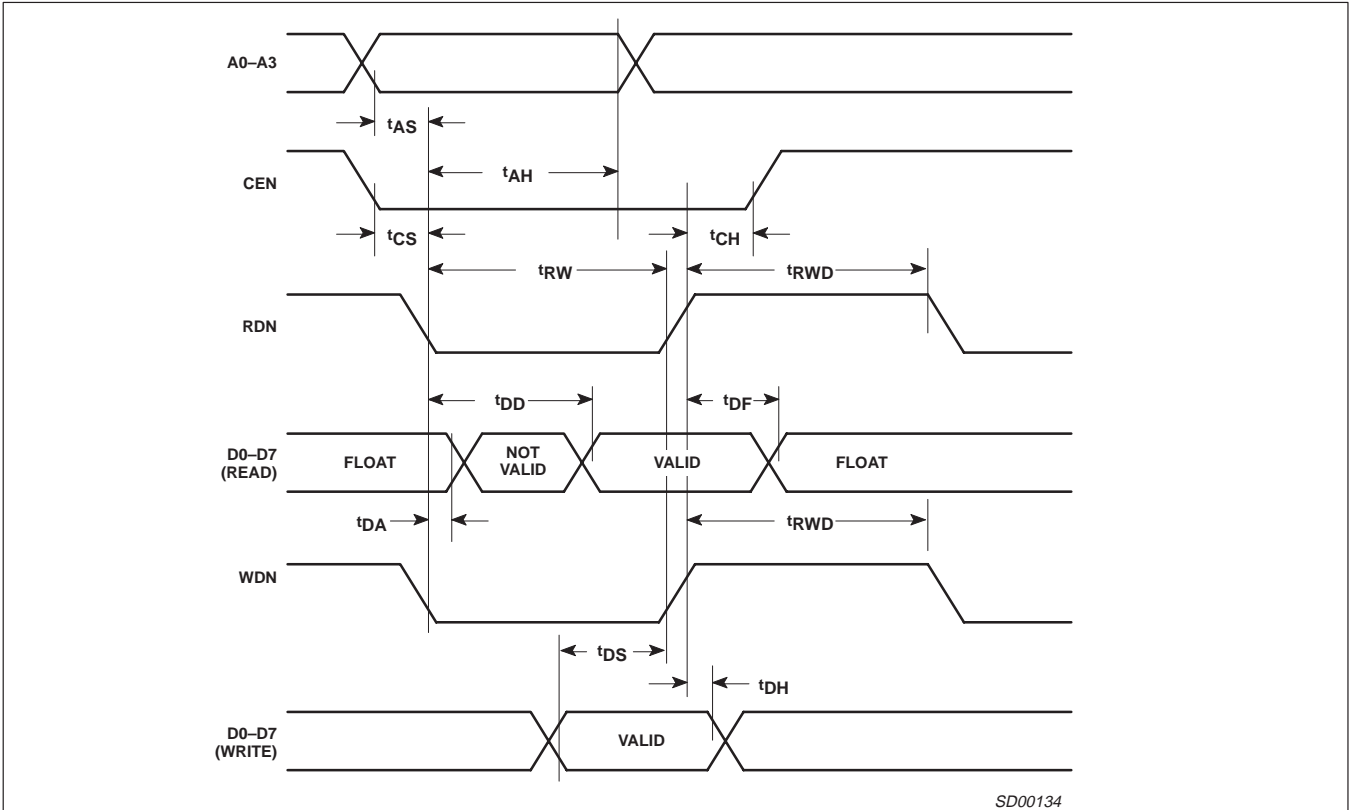 A0–A3
tAS
CEN
tAH
tCS
tCH
tRW
tRWD
RDN
tDD
tDF
D0–D7
(READ)
FLOAT
NOT
VALID
VALID
FLOAT
tDA
tRWD
WDN
tDS
tDH
D0–D7
(WRITE)
VALID
SD00134